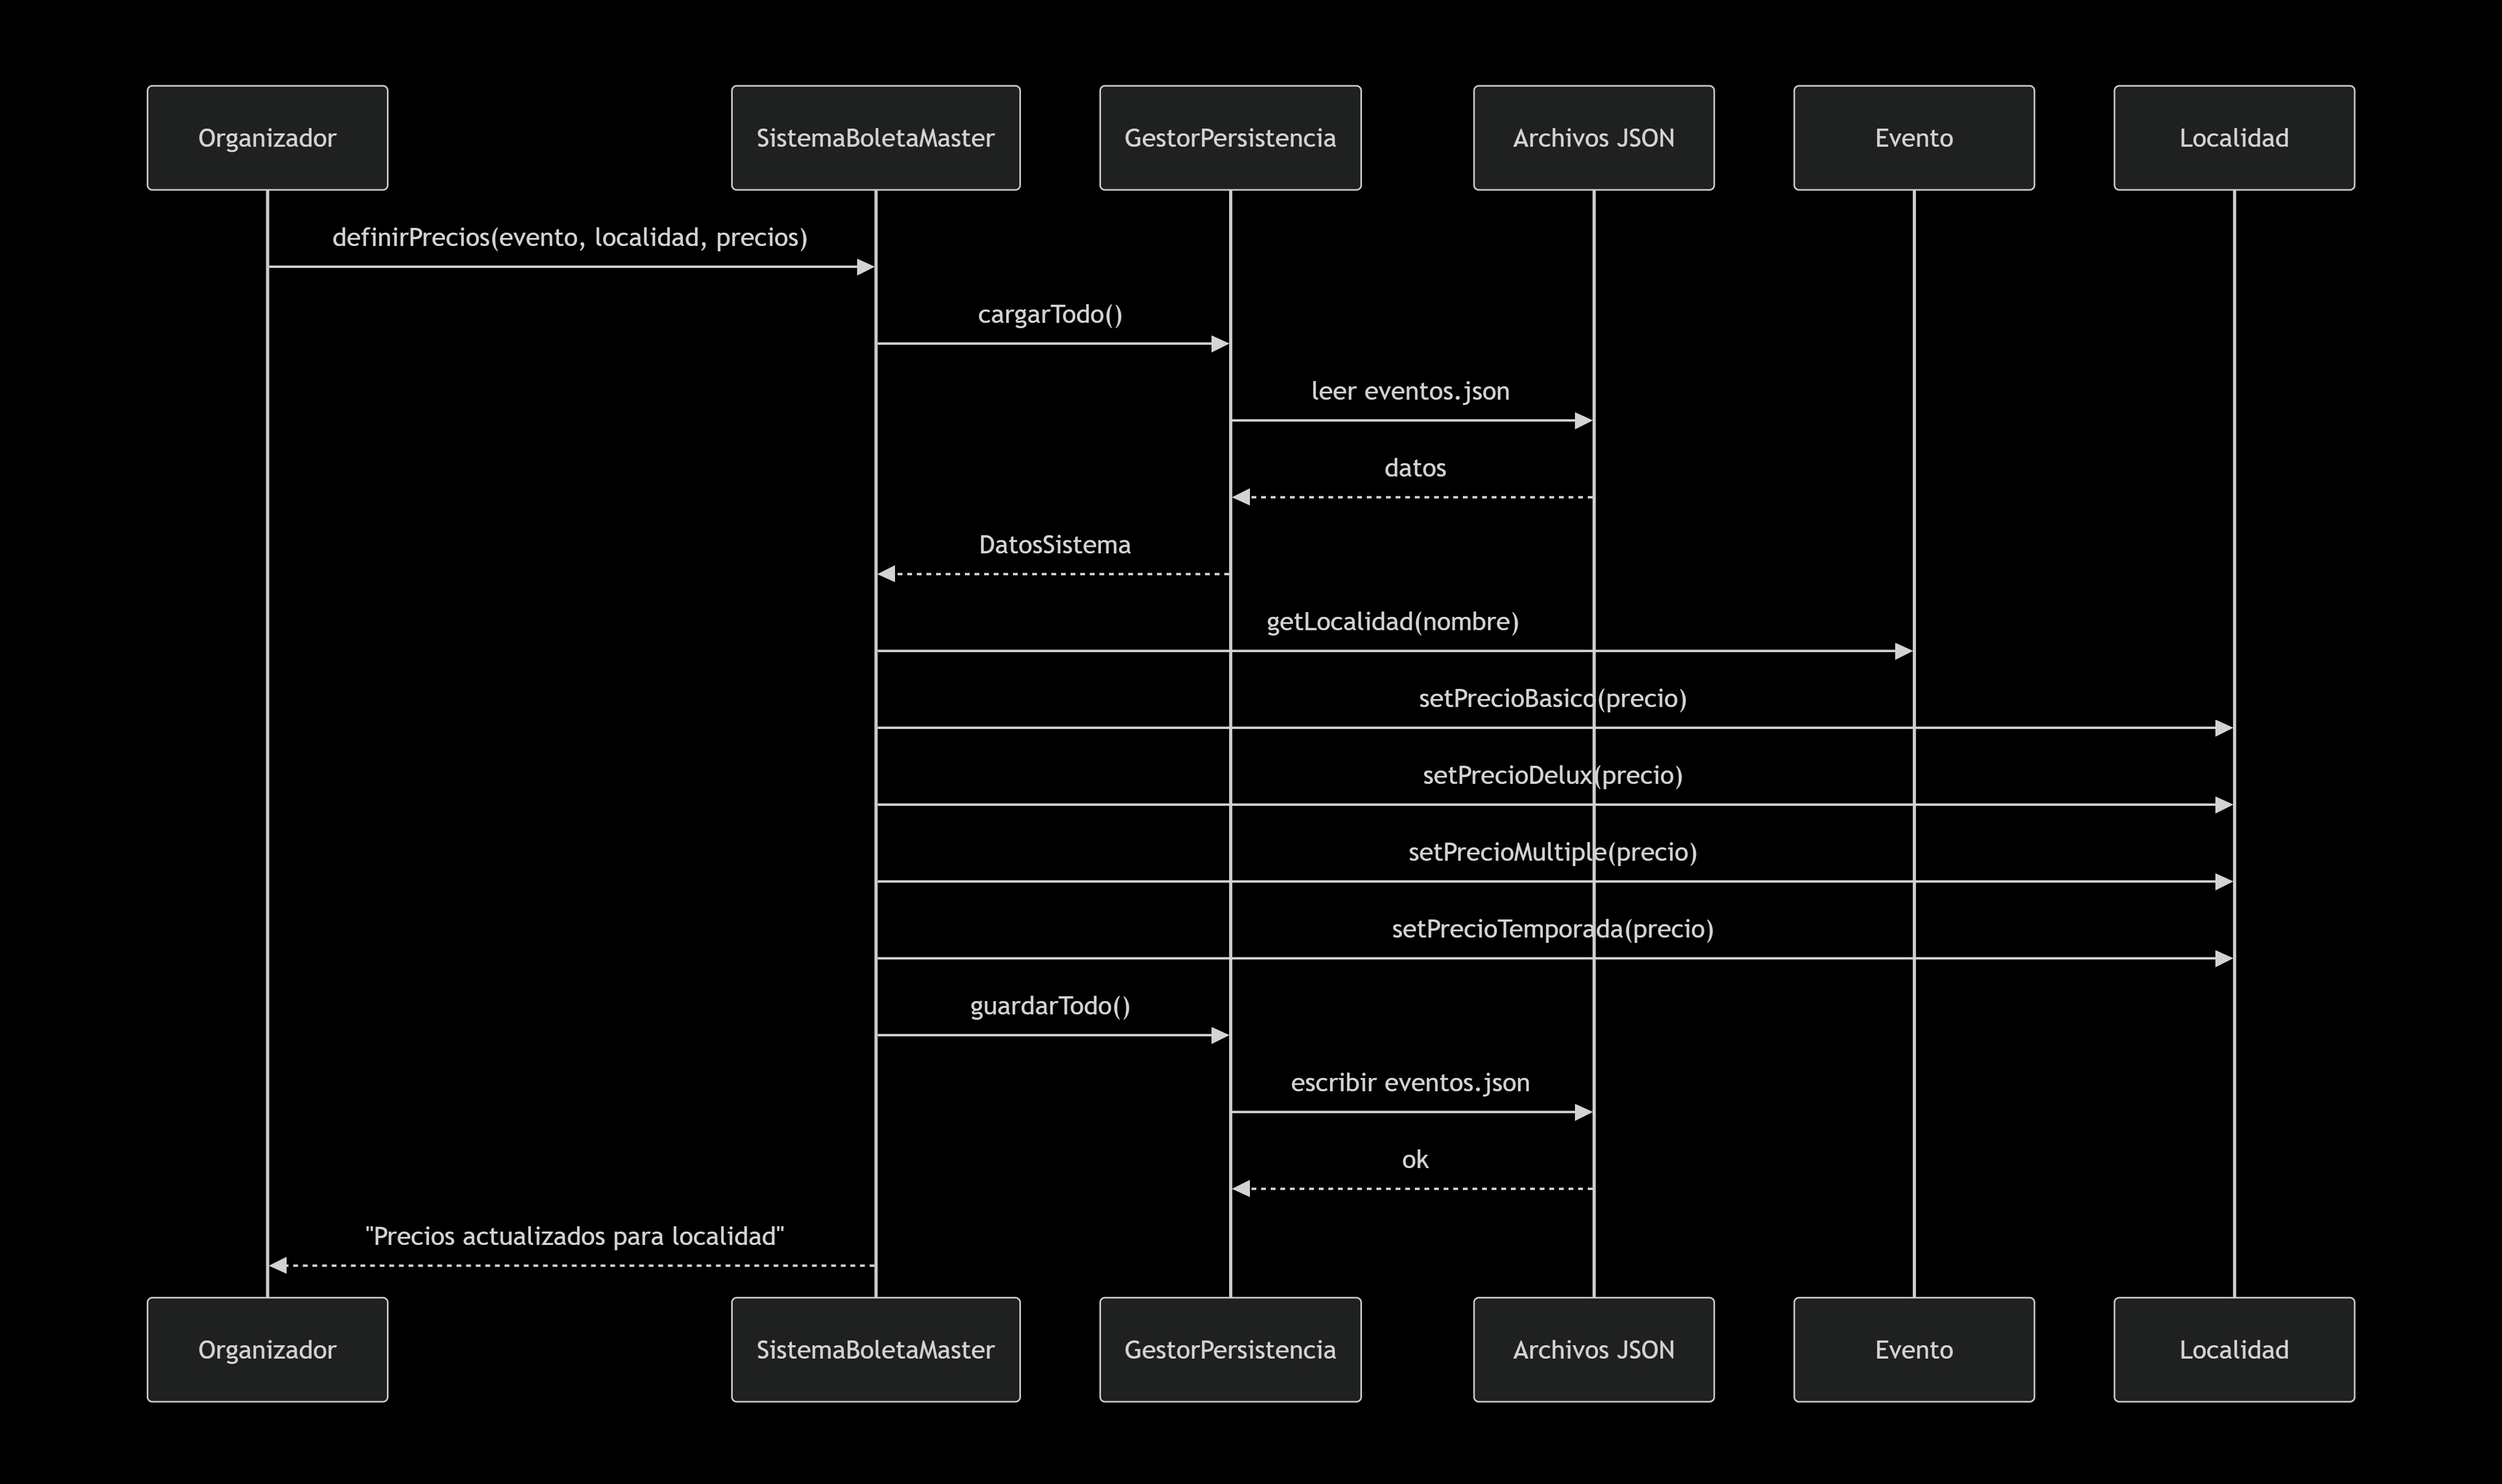 Organizador
SistemaBoletaMaster
GestorPersistencia
Archivos JSON
Evento
Localidad
definirPrecios(evento, localidad, precios)
cargarTodo()
leer eventos.json
datos
DatosSistema
getLocalidad(nombre)
setPrecioBasico(precio)
setPrecioDelux(precio)
setPrecioMultiple(precio)
setPrecioTemporada(precio)
guardarTodo()
escribir eventos.json
ok
"Precios actualizados para localidad"
Organizador
SistemaBoletaMaster
GestorPersistencia
Archivos JSON
Evento
Localidad